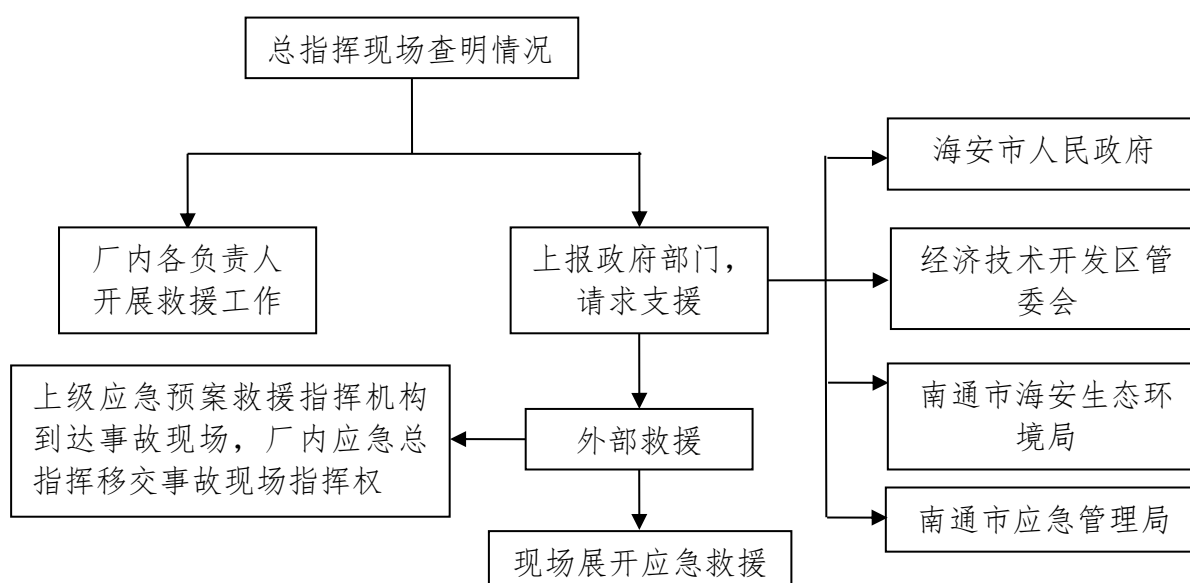 总指挥现场查明情况
海安市人民政府
厂内各负责人
开展救援工作
上报政府部门，
请求支援
经济技术开发区管
委会
上级应急预案救援指挥机构
到达事故现场，厂内应急总
指挥移交事故现场指挥权
外部救援
南通市海安生态环
境局
南通市应急管理局
现场展开应急救援